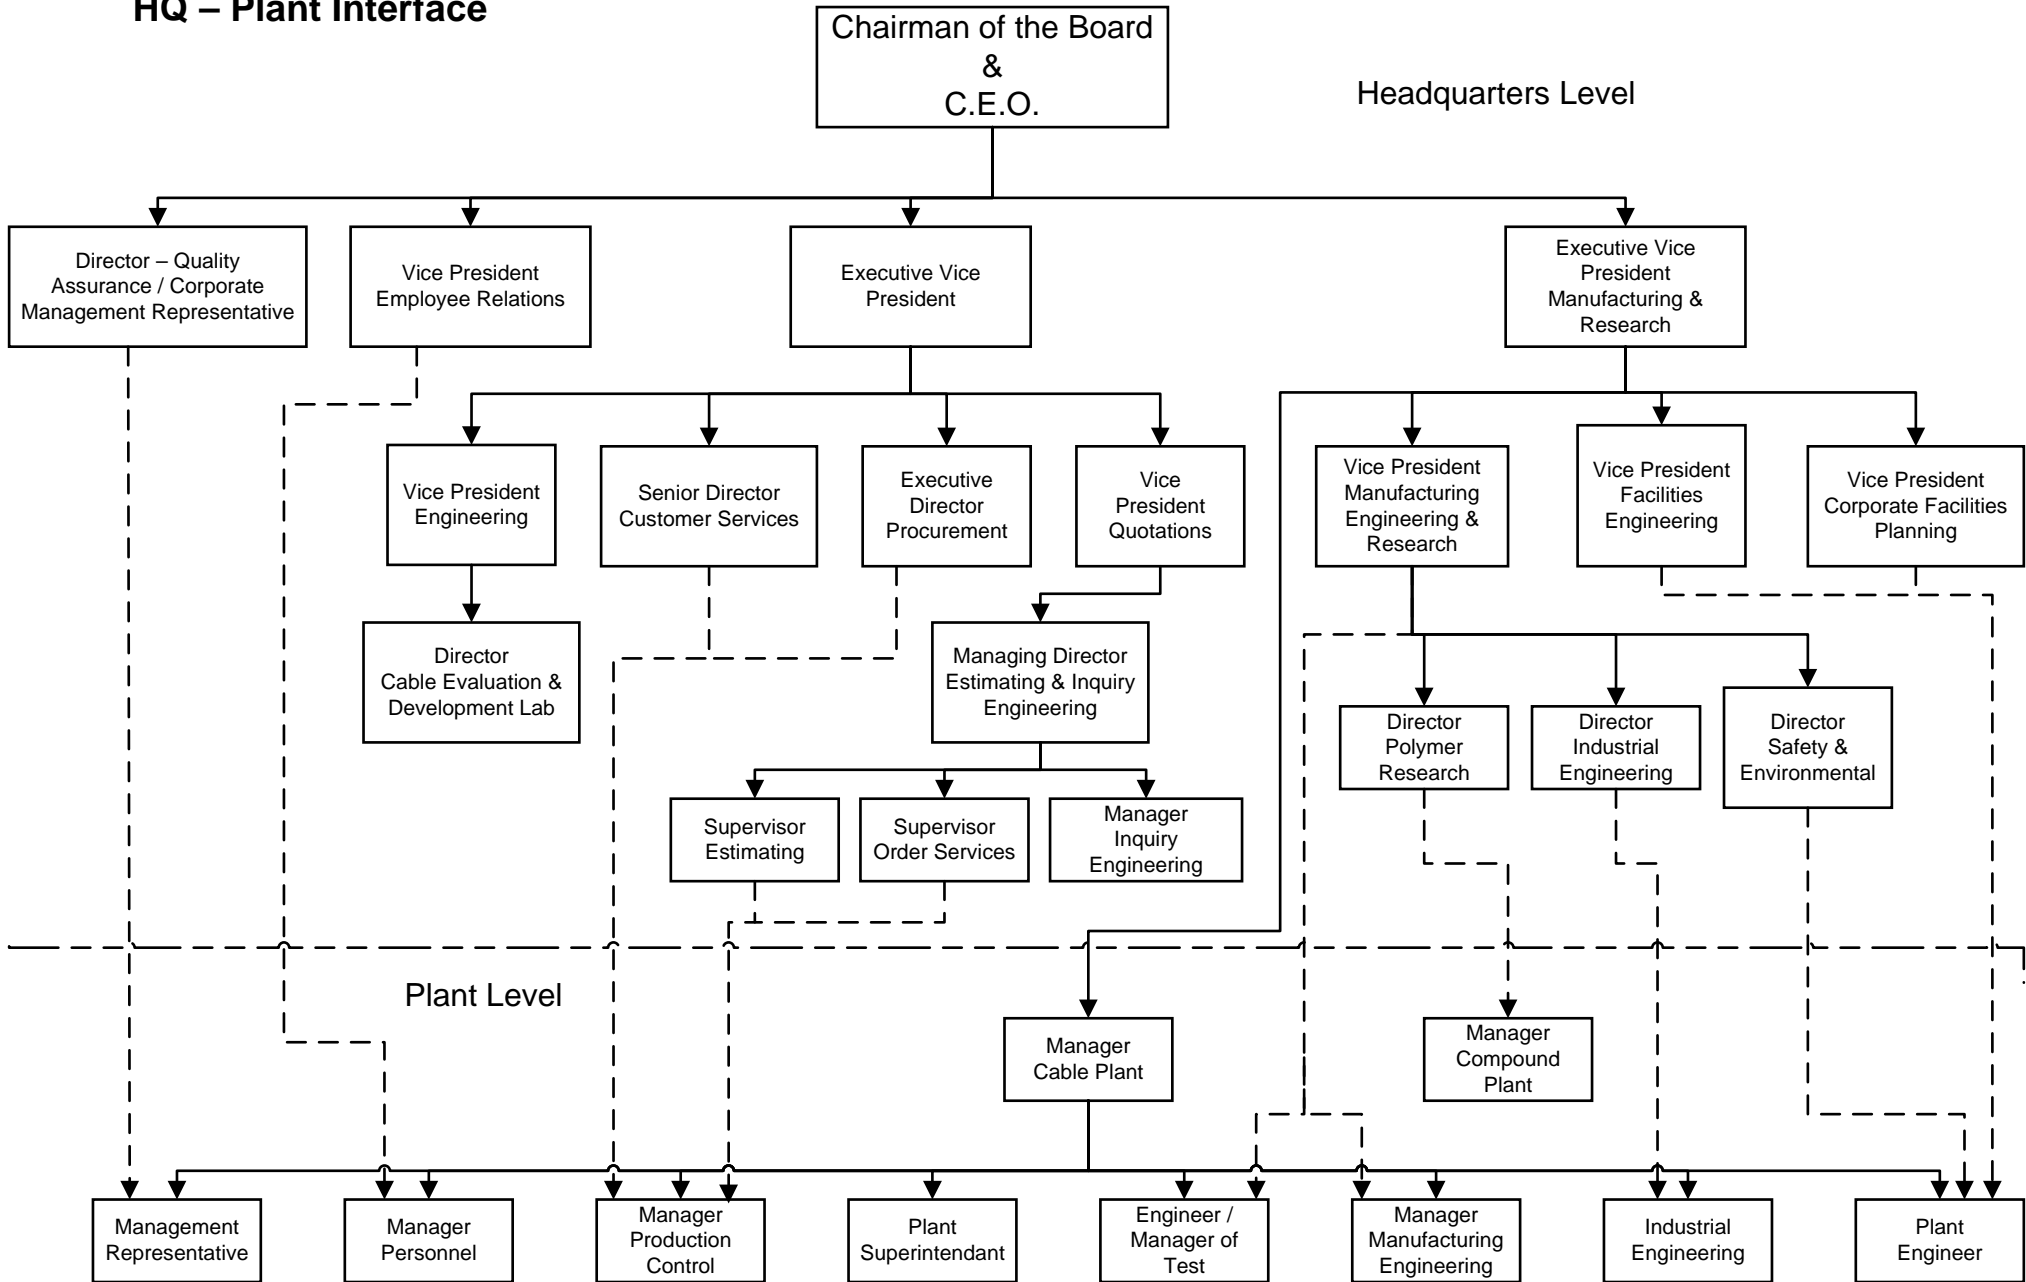 HQ – Plant Interface
Chairman of the Board
&
C.E.O.
Headquarters Level
Director – Quality
Assurance / Corporate
Management Representative
Vice President
Employee Relations
Executive Vice
President
Executive Vice
President
Manufacturing &
Research
Vice President
Engineering
Senior Director
Customer Services
Executive
Director
Procurement
Vice
President
Quotations
Vice President
Manufacturing
Engineering &
Research
Vice President
Facilities
Engineering
Vice President
Corporate Facilities
Planning
Director
Cable Evaluation &
Development Lab
Managing Director
Estimating & Inquiry
Engineering
Director
Polymer
Research
Director
Industrial
Engineering
Director
Safety &
Environmental
Supervisor
Estimating
Supervisor
Order Services
Manager
Inquiry
Engineering
Plant Level
Manager
Cable Plant
Manager
Compound
Plant
Management
Representative
Manager
Personnel
Manager
Production
Control
Plant
Superintendant
Engineer /
Manager of
Test
Manager
Manufacturing
Engineering
Industrial
Engineering
Plant
Engineer